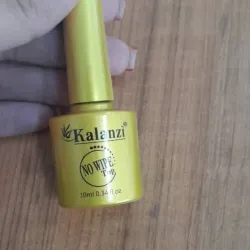 Kalanzi®
NO WIPE
Top
10ml 0.34 fl.oz